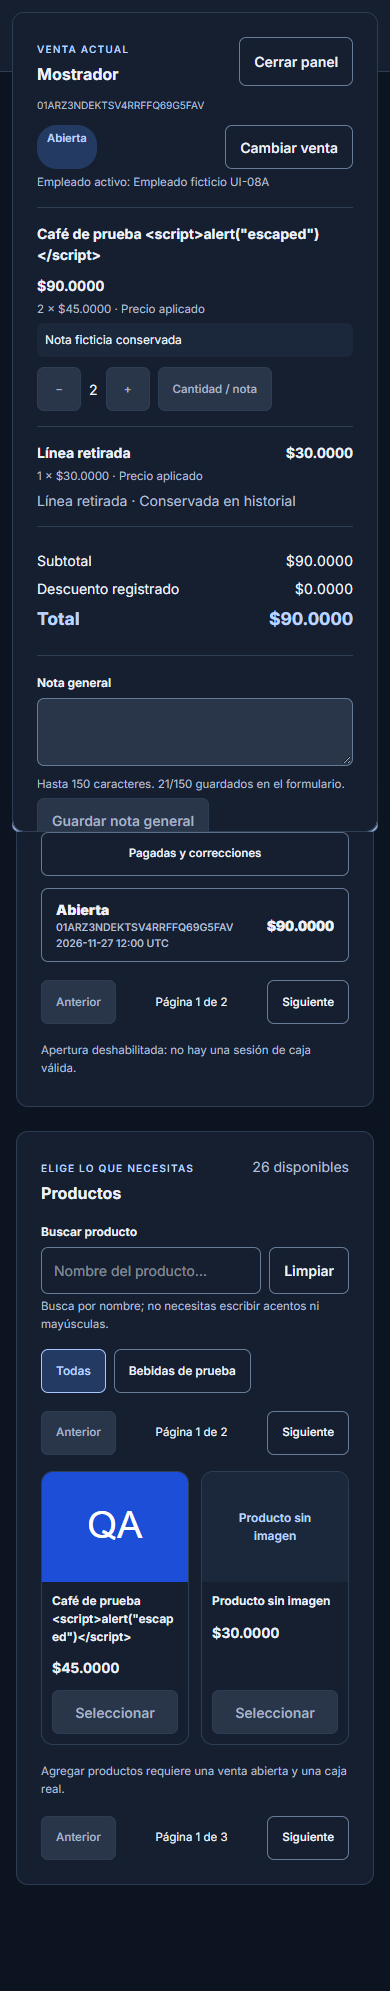 VENTA ACTUAL
Mostrador
Cerrar panel
01ARZ3NDEKTSV4RRFFQ69G5FAV
Abierta
Cambiar venta
Empleado activo: Empleado ficticio UI-08A
Café de prueba <script>alert("escaped")
</script>
$90.0000
2 × $45.0000 · Precio aplicado
Nota ficticia conservada
− 2 + Cantidad / nota
Línea retirada $30.0000
1 × $30.0000 · Precio aplicado
Línea retirada · Conservada en historial
Subtotal $90.0000
Descuento registrado $0.0000
Total $90.0000
Nota general
Hasta 150 caracteres. 21/150 guardados en el formulario.
Guardar nota general
Pagadas y correcciones
Abierta
01ARZ3NDEKTSV4RRFFQ69G5FAV
2026-11-27 12:00 UTC
$90.0000
Anterior Página 1 de 2 Siguiente
Apertura deshabilitada: no hay una sesión de caja
válida.
ELIGE LO QUE NECESITAS
26 disponibles
Productos
Buscar producto
Nombre del producto... Limpiar
Busca por nombre; no necesitas escribir acentos ni
mayúsculas.
Todas Bebidas de prueba
Anterior Página 1 de 2 Siguiente
QA
Café de prueba
<script>alert("escap
ed")</script>
$45.0000
Seleccionar
Producto sin
imagen
Producto sin imagen
$30.0000
Seleccionar
Agregar productos requiere una venta abierta y una caja
real.
Anterior Página 1 de 3 Siguiente